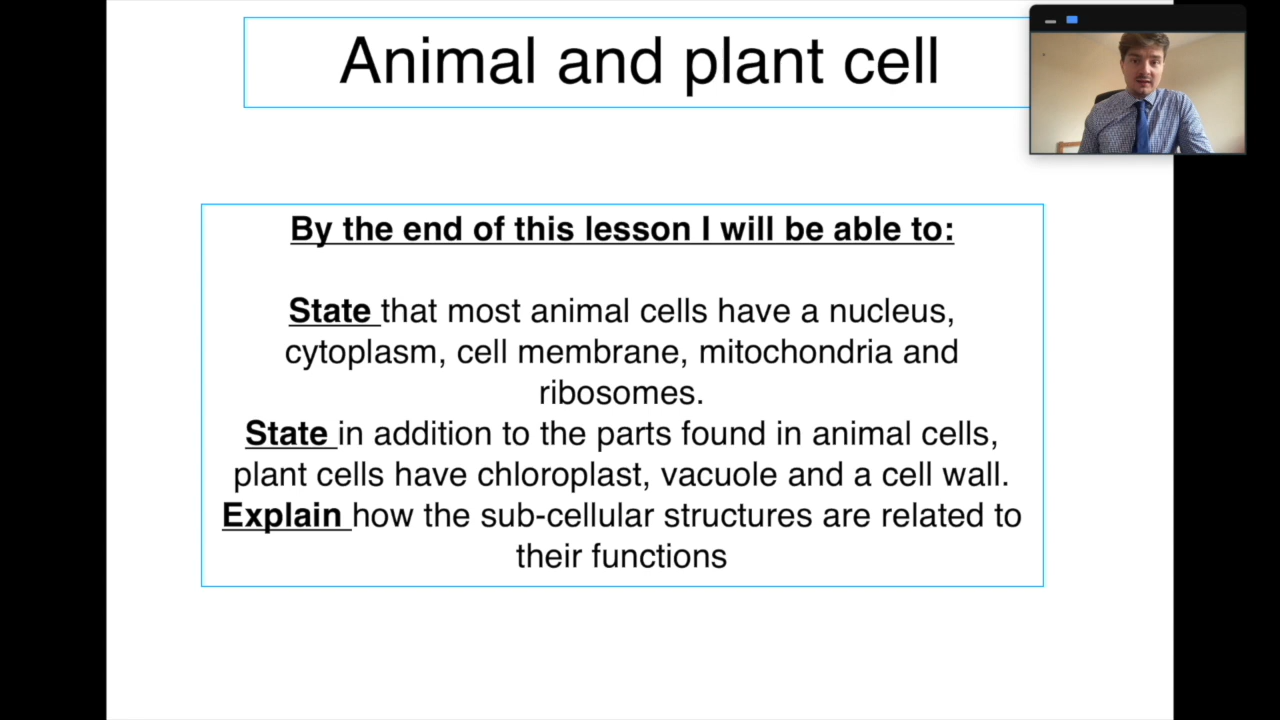 Animal and plant cell
By the end of this lesson I will be able to:
State that most animal cells have a nucleus,
cytoplasm, cell membrane, mitochondria and
ribosomes.
State in addition to the parts found in animal cells,
plant cells have chloroplast, vacuole and a cell wall.
Explain how the sub-cellular structures are related to
their functions